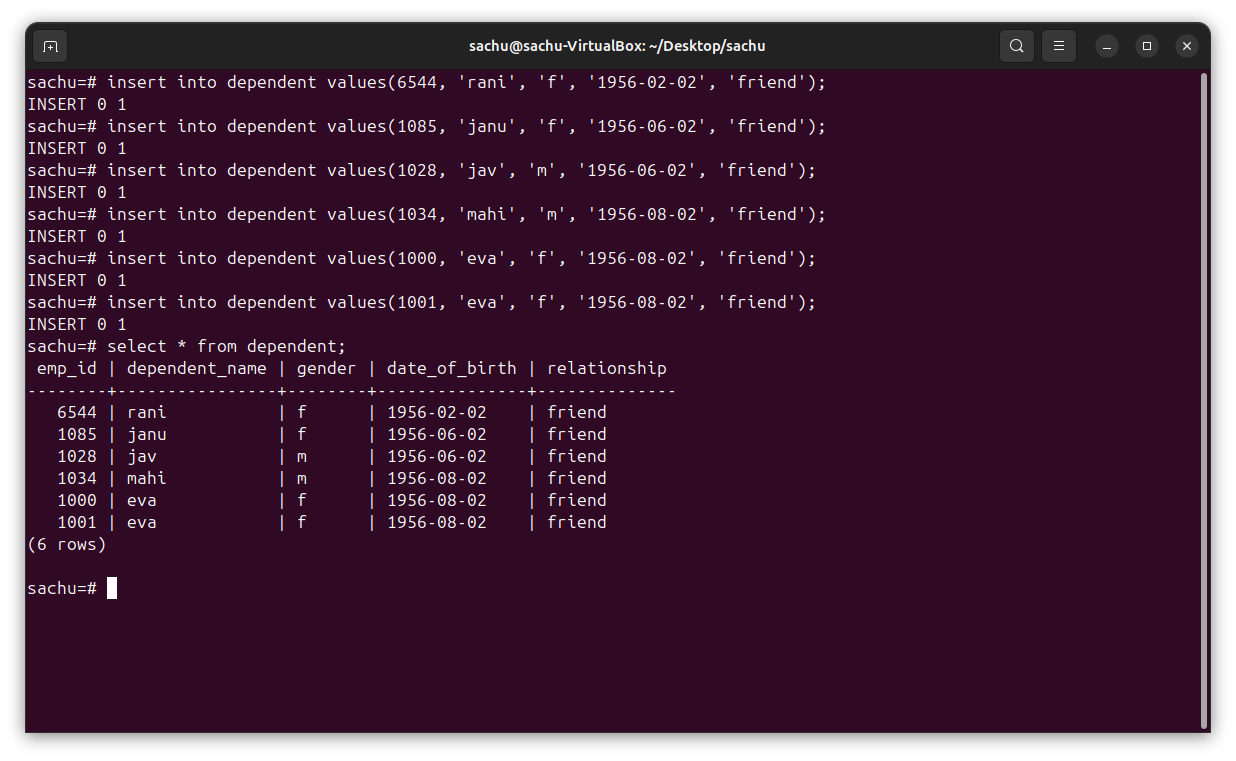 sachu@sachu-VirtualBox: ~/Desktop/sachu
sachu=# insert into dependent values(6544, 'rani', 'f', '1956-02-02', 'friend');
INSERT 0 1
sachu=# insert into dependent values(1085, 'janu', 'f', '1956-06-02', 'friend');
INSERT 0 1
sachu=# insert into dependent values(1028, 'jav', 'm', '1956-06-02', 'friend');
INSERT 0 1
sachu=# insert into dependent values(1034, 'mahi', 'm', '1956-08-02', 'friend');
INSERT 0 1
sachu=# insert into dependent values(1000, 'eva', 'f', '1956-08-02', 'friend');
INSERT 0 1
sachu=# insert into dependent values(1001, 'eva', 'f', '1956-08-02', 'friend');
INSERT 0 1
sachu=# select * from dependent;
 emp_id | dependent_name | gender | date_of_birth | relationship
--------+----------------+--------+---------------+--------------
   6544 | rani           | f      | 1956-02-02    | friend
   1085 | janu           | f      | 1956-06-02    | friend
   1028 | jav            | m      | 1956-06-02    | friend
   1034 | mahi           | m      | 1956-08-02    | friend
   1000 | eva            | f      | 1956-08-02    | friend
   1001 | eva            | f      | 1956-08-02    | friend
(6 rows)
sachu=#